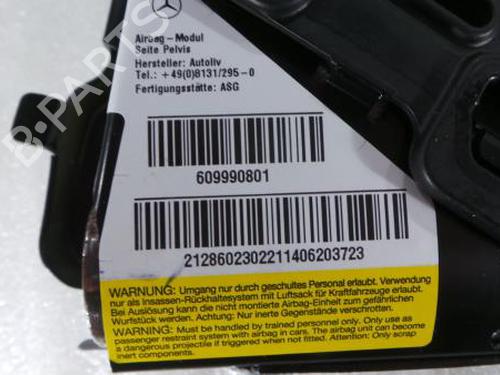 Airbag-Modul
Seite Pelvis
Hersteller: Autoliv
Tel.: +49(0)8131/295-0
Fertigungsstätte: ASG
B-PARTS
609990801
2128602302211406203723
WARNUNG: Umgang nur durch geschultes Personal erlaubt. Verwendung
nur als Insassen-Rückhaltesystem mit Luftsack für Kraftfahrzeuge erlaubt.
Bei Auslösung kann die nicht montierte Airbag-Einheit zum gefährlichen
Wurfstück werden. Achtung: Nur inerte Gegenstände verschrotten.
WARNING: Must be handled by trained personnel only. Only use as
passenger restraint system with airbag in cars. The airbag unit can become
a dangerous projectile if triggered when not fitted. Attention: Only scrap
inert components.